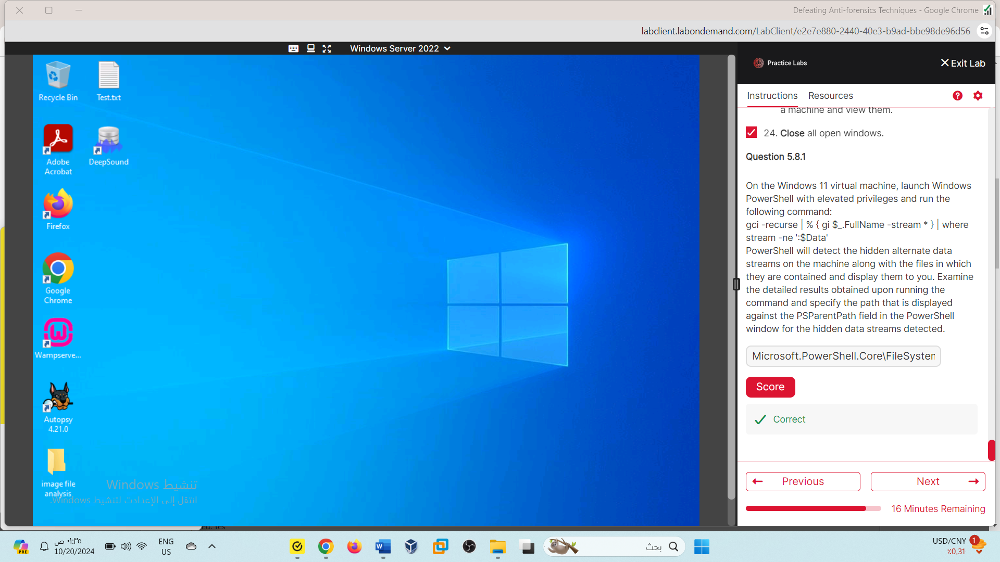 Defeating Anti-forensics Techniques - Google Chrome
labclient.labondemand.com/LabClient/e2e7e880-2440-40e3-b9ad-bbe98de96d56
Windows Server 2022
Practice Labs
Exit Lab
Instructions
Resources
Recycle Bin
Test.txt
Adobe
Acrobat
DeepSound
Firefox
Google
Chrome
Wampserve...
Autopsy
4.21.0
image file
analysis
تنشيط Windows
انتقل إلى الإعدادت لتنشيط Windows.
a machine and view them.
24. Close all open windows.
Question 5.8.1
On the Windows 11 virtual machine, launch Windows
PowerShell with elevated privileges and run the
following command:
gci -recurse | % { gi $_.FullName -stream * } | where
stream -ne ':$Data'
PowerShell will detect the hidden alternate data
streams on the machine along with the files in which
they are contained and display them to you. Examine
the detailed results obtained upon running the
command and specify the path that is displayed
against the PSParentPath field in the PowerShell
window for the hidden data streams detected.
Microsoft.PowerShell.Core\FileSystem
Score
Correct
Previous
Next
16 Minutes Remaining
ed: Yes
PRE
٠١:٣٥ ص
10/20/2024
ENG
US
بحث
USD/CNY
٪0,31-
1